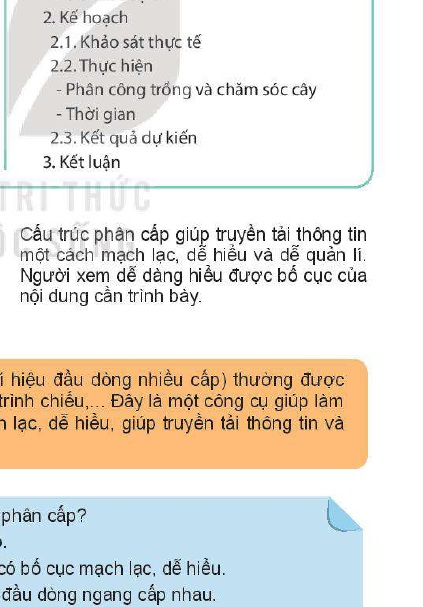 2. Kế hoạch
2.1. Khảo sát thực tế
2.2. Thực hiện
- Phân công trồng và chăm sóc cây
- Thời gian
2.3. Kết quả dự kiến
3. Kết luận
TRI THỨC
SỐNG
Cấu trúc phân cấp giúp truyền tải thông tin
một cách mạch lạc, dễ hiểu và dễ quản lí.
Người xem dễ dàng hiểu được bố cục của
nội dung cần trình bày.
hiệu đầu dòng nhiều cấp) thường được
trình chiếu,... Đây là một công cụ giúp làm
lạc, dễ hiểu, giúp truyền tải thông tin và
phân cấp?
có bố cục mạch lạc, dễ hiểu.
đầu dòng ngang cấp nhau.